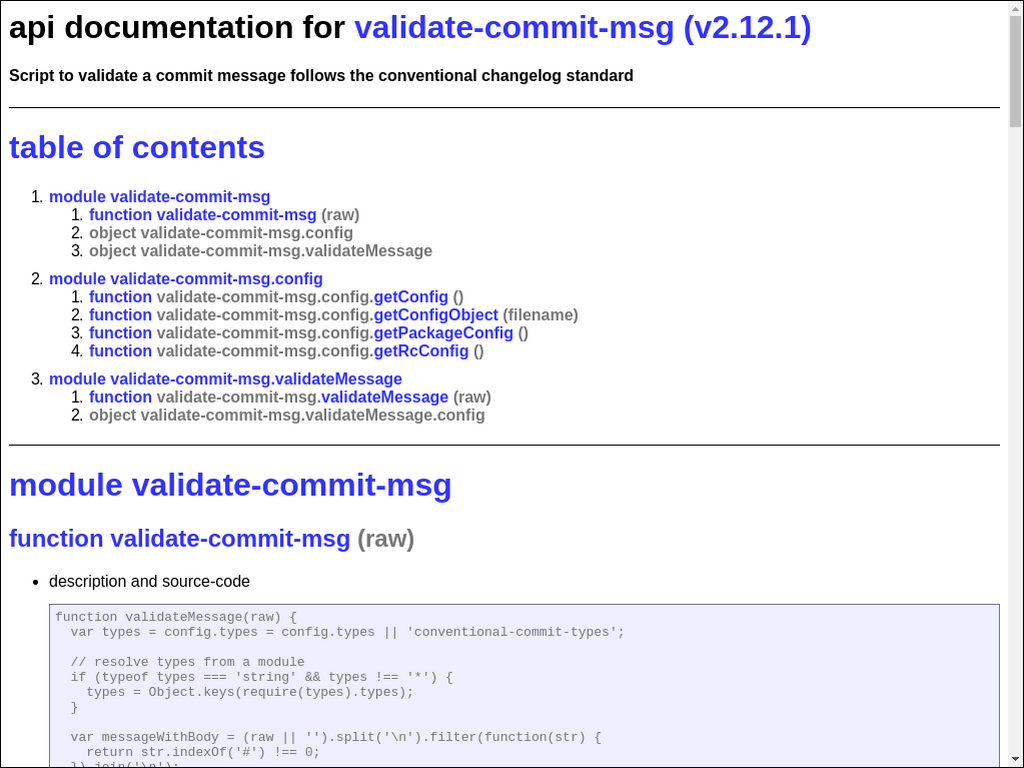 api documentation for validate-commit-msg (v2.12.1)
Script to validate a commit message follows the conventional changelog standard
table of contents
1. module validate-commit-msg
1. function validate-commit-msg (raw)
2. object validate-commit-msg.config
3. object validate-commit-msg.validateMessage
2. module validate-commit-msg.config
1. function validate-commit-msg.config.getConfig ()
2. function validate-commit-msg.config.getConfigObject (filename)
3. function validate-commit-msg.config.getPackageConfig ()
4. function validate-commit-msg.config.getRcConfig ()
3. module validate-commit-msg.validateMessage
1. function validate-commit-msg.validateMessage (raw)
2. object validate-commit-msg.validateMessage.config
module validate-commit-msg
function validate-commit-msg (raw)
• description and source-code
function validateMessage(raw) {
  var types = config.types = config.types || 'conventional-commit-types';
  // resolve types from a module
  if (typeof types === 'string' && types !== '*') {
    types = Object.keys(require(types).types);
  }
  var messageWithBody = (raw || '').split('\n').filter(function(str) {
    return str.indexOf('#') !== 0;
  }).join('\n');